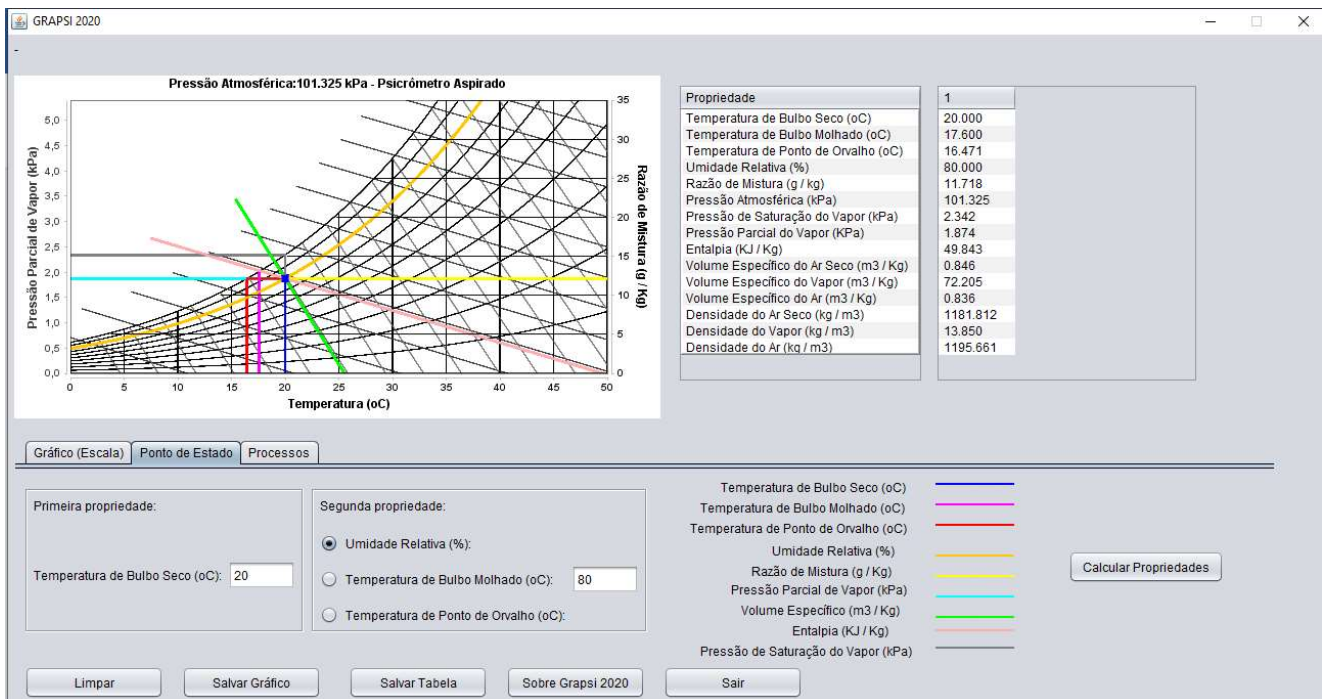 GRAPSI 2020
-
Pressão Atmosférica:101.325 kPa - Psicrómetro Aspirado
Pressão Parcial de Vapor (kPa)
5,0
4,5
4,0
3,5
3,0
2,5
2,0
1,5
1,0
0,5
0,0
35
30
25
20
15
10
5
0
Razão de Mistura (g / Kg)
0 5 10 15 20 25 30 35 40 45 50
Temperatura (oC)
Propriedade 1
Temperatura de Bulbo Seco (oC) 20.000
Temperatura de Bulbo Molhado (oC) 17.600
Temperatura de Ponto de Orvalho (oC) 16.471
Umidade Relativa (%) 80.000
Razão de Mistura (g / kg) 11.718
Pressão Atmosférica (kPa) 101.325
Pressão de Saturação do Vapor (kPa) 2.342
Pressão Parcial do Vapor (KPa) 1.874
Entalpia (KJ / Kg) 49.843
Volume Específico do Ar Seco (m3 / Kg) 0.846
Volume Específico do Vapor (m3 / Kg) 72.205
Volume Específico do Ar (m3 / Kg) 0.836
Densidade do Ar Seco (kg / m3) 1181.812
Densidade do Vapor (kg / m3) 13.850
Densidade do Ar (kg / m3) 1195.661
Gráfico (Escala) Ponto de Estado Processos
Primeira propriedade:
Temperatura de Bulbo Seco (oC): 20
Segunda propriedade:
Umidade Relativa (%):
Temperatura de Bulbo Molhado (oC): 80
Temperatura de Ponto de Orvalho (oC):
Temperatura de Bulbo Seco (oC)
Temperatura de Bulbo Molhado (oC)
Temperatura de Ponto de Orvalho (oC)
Umidade Relativa (%)
Razão de Mistura (g / Kg)
Pressão Parcial de Vapor (kPa)
Volume Específico (m3 / Kg)
Entalpia (KJ / Kg)
Pressão de Saturação do Vapor (kPa)
Calcular Propriedades
Limpar Salvar Gráfico Salvar Tabela Sobre Grapsi 2020 Sair